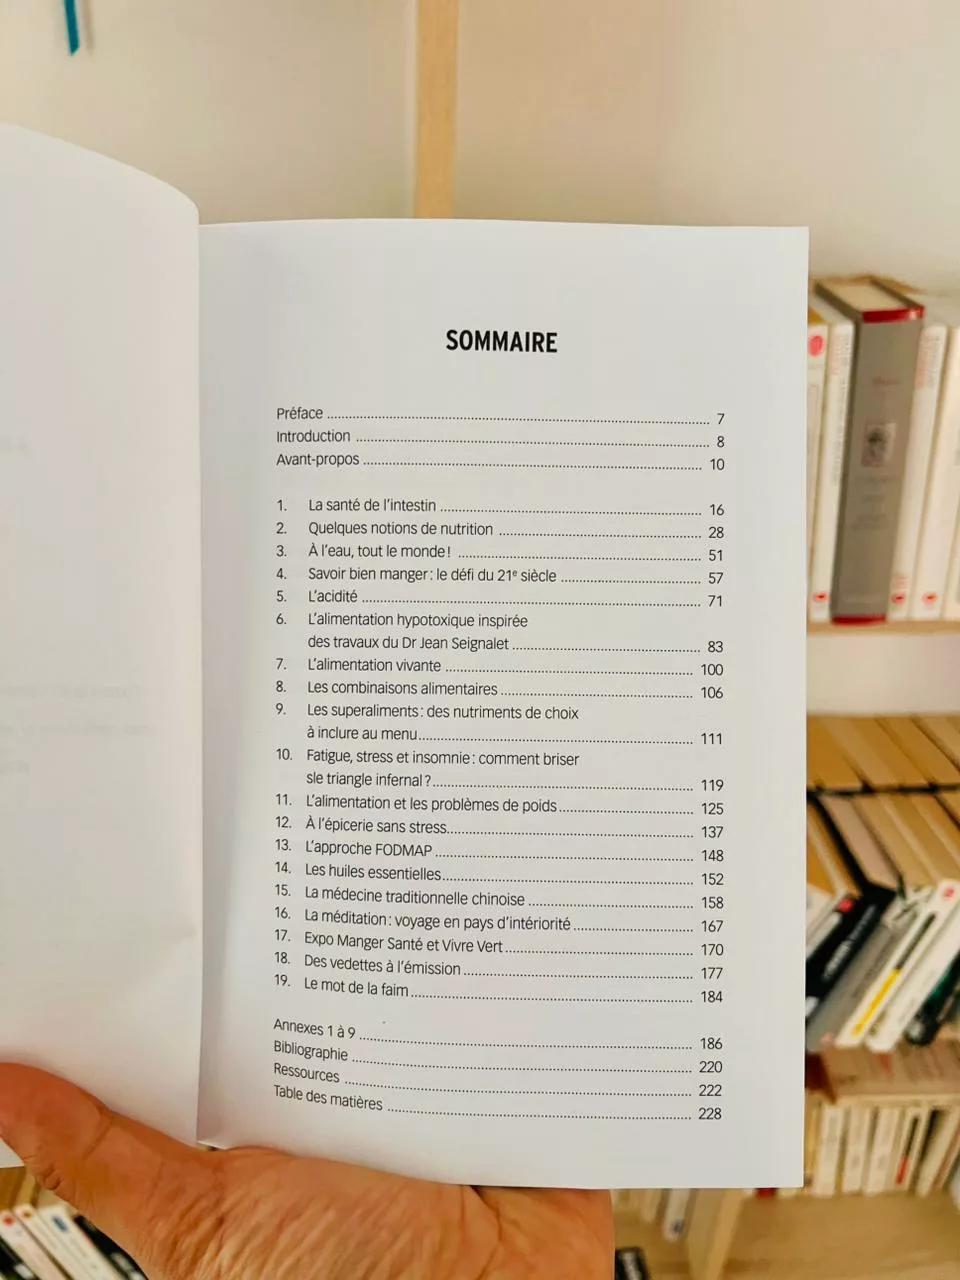 SOMMAIRE
Préface ........ 7
Introduction ........ 8
Avant-propos ........ 10
1. La santé de l'intestin ........ 16
2. Quelques notions de nutrition ........ 28
3. À l'eau, tout le monde ! ........ 51
4. Savoir bien manger : le défi du 21e siècle ........ 57
5. L'acidité ........ 71
6. L'alimentation hypotoxique inspirée
des travaux du Dr Jean Seignalet ........ 83
7. L'alimentation vivante ........ 100
8. Les combinaisons alimentaires ........ 106
9. Les superaliments : des nutriments de choix
à inclure au menu ........ 111
10. Fatigue, stress et insomnie : comment briser
sle triangle infernal ? ........ 119
11. L'alimentation et les problèmes de poids ........ 125
12. À l'épicerie sans stress ........ 137
13. L'approche FODMAP ........ 148
14. Les huiles essentielles ........ 152
15. La médecine traditionnelle chinoise ........ 158
16. La méditation : voyage en pays d'intériorité ........ 167
17. Expo Manger Santé et Vivre Vert ........ 170
18. Des vedettes à l'émission ........ 177
19. Le mot de la faim ........ 184
Annexes 1 à 9 ........ 186
Bibliographie ........ 220
Ressources ........ 222
Table des matières ........ 228